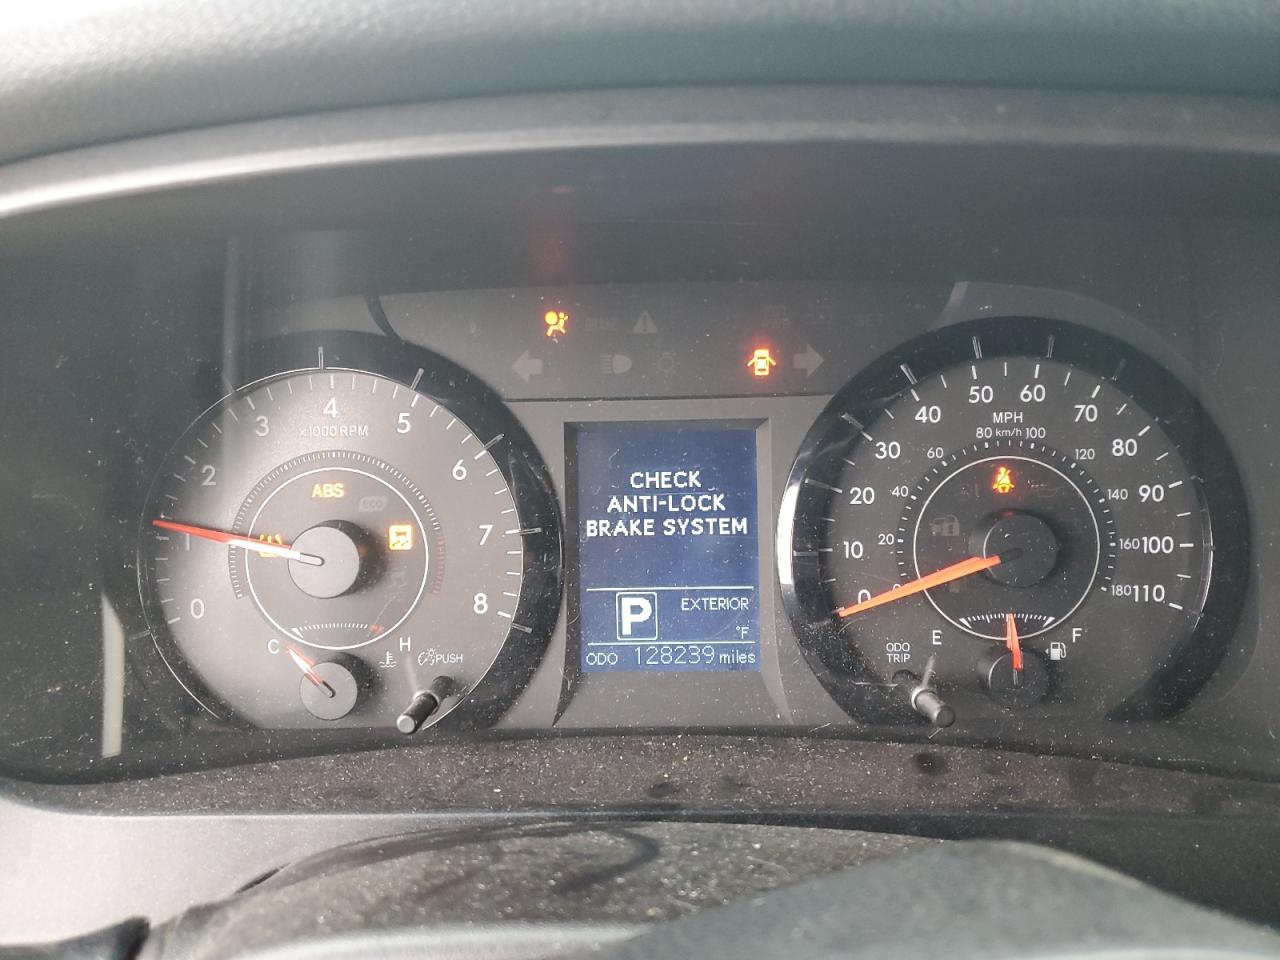 0
1
2
3
4
5
6
7
8
x1000RPM
ABS
ECO
C
H
PUSH
CHECK
ANTI-LOCK
BRAKE SYSTEM
P
EXTERIOR
°F
ODO 128239 miles
0
10
20
30
40
50
60
70
80
90
100
110
MPH
80 km/h 100
20
40
60
120
140
160
180
ODO
TRIP
E
F